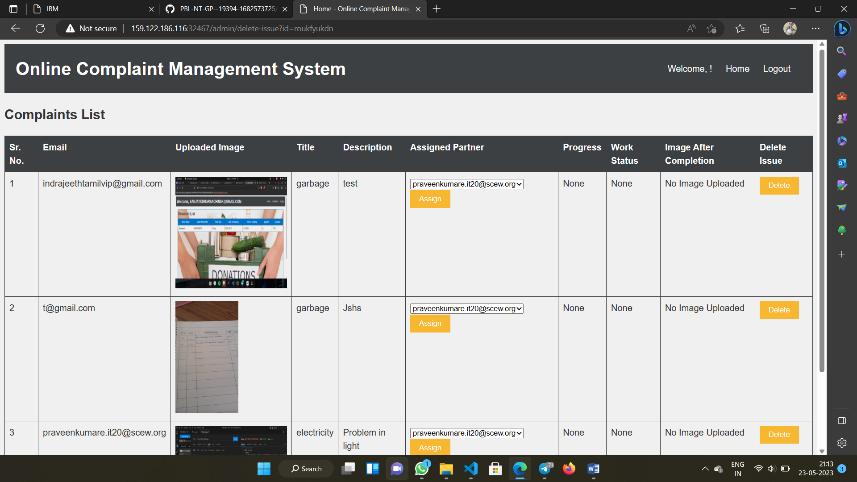 IBM
PBL-NT-GP--19394-1682573725/
Home - Online Complaint Mana
Not secure
159.122.186.116:32467/admin/delete-issue?id=roukfyukdn
Online Complaint Management System
Welcome, !
Home
Logout
Complaints List
Sr. No. Email Uploaded Image Title Description Assigned Partner Progress Work Status Image After Completion Delete Issue
1 indrajeethtamilvip@gmail.com garbage test praveenkumare.it20@scew.org None None No Image Uploaded Delete
Assign
DONATIONS
2 t@gmail.com garbage Jshs praveenkumare.it20@scew.org None None No Image Uploaded Delete
Assign
3 praveenkumare.it20@scew.org electricity Problem in light praveenkumare.it20@scew.org None None No Image Uploaded Delete
Assign
Search
ENG
IN
21:13
23-05-2023